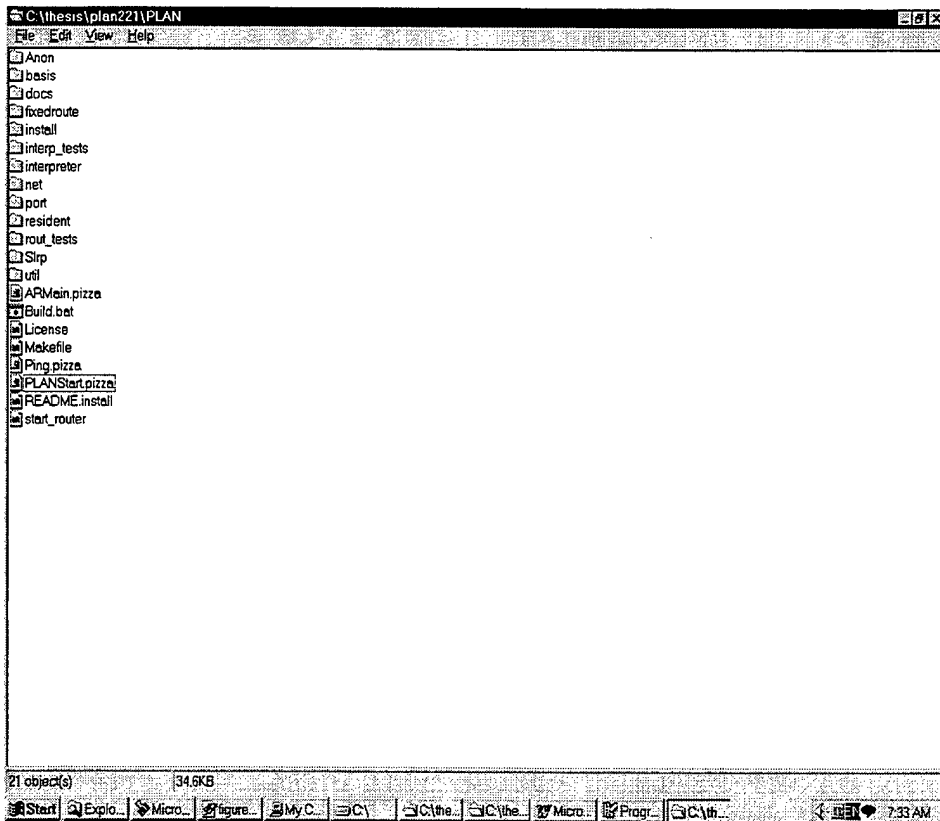 C:\thesis\plan221\PLAN
File Edit View Help
Anon
basis
docs
fixedroute
install
interp_tests
interpreter
net
port
resident
rout_tests
Slrp
util
ARMain.pizza
Build.bat
License
Makefile
Ping.pizza
PLANStart.pizza
README.install
start_router
21 object(s) 34.6KB
Start Explo... Micro... figure... My C... C:\ C:\the... C:\the... Micro... Progr... C:\th... EN 7:33 AM